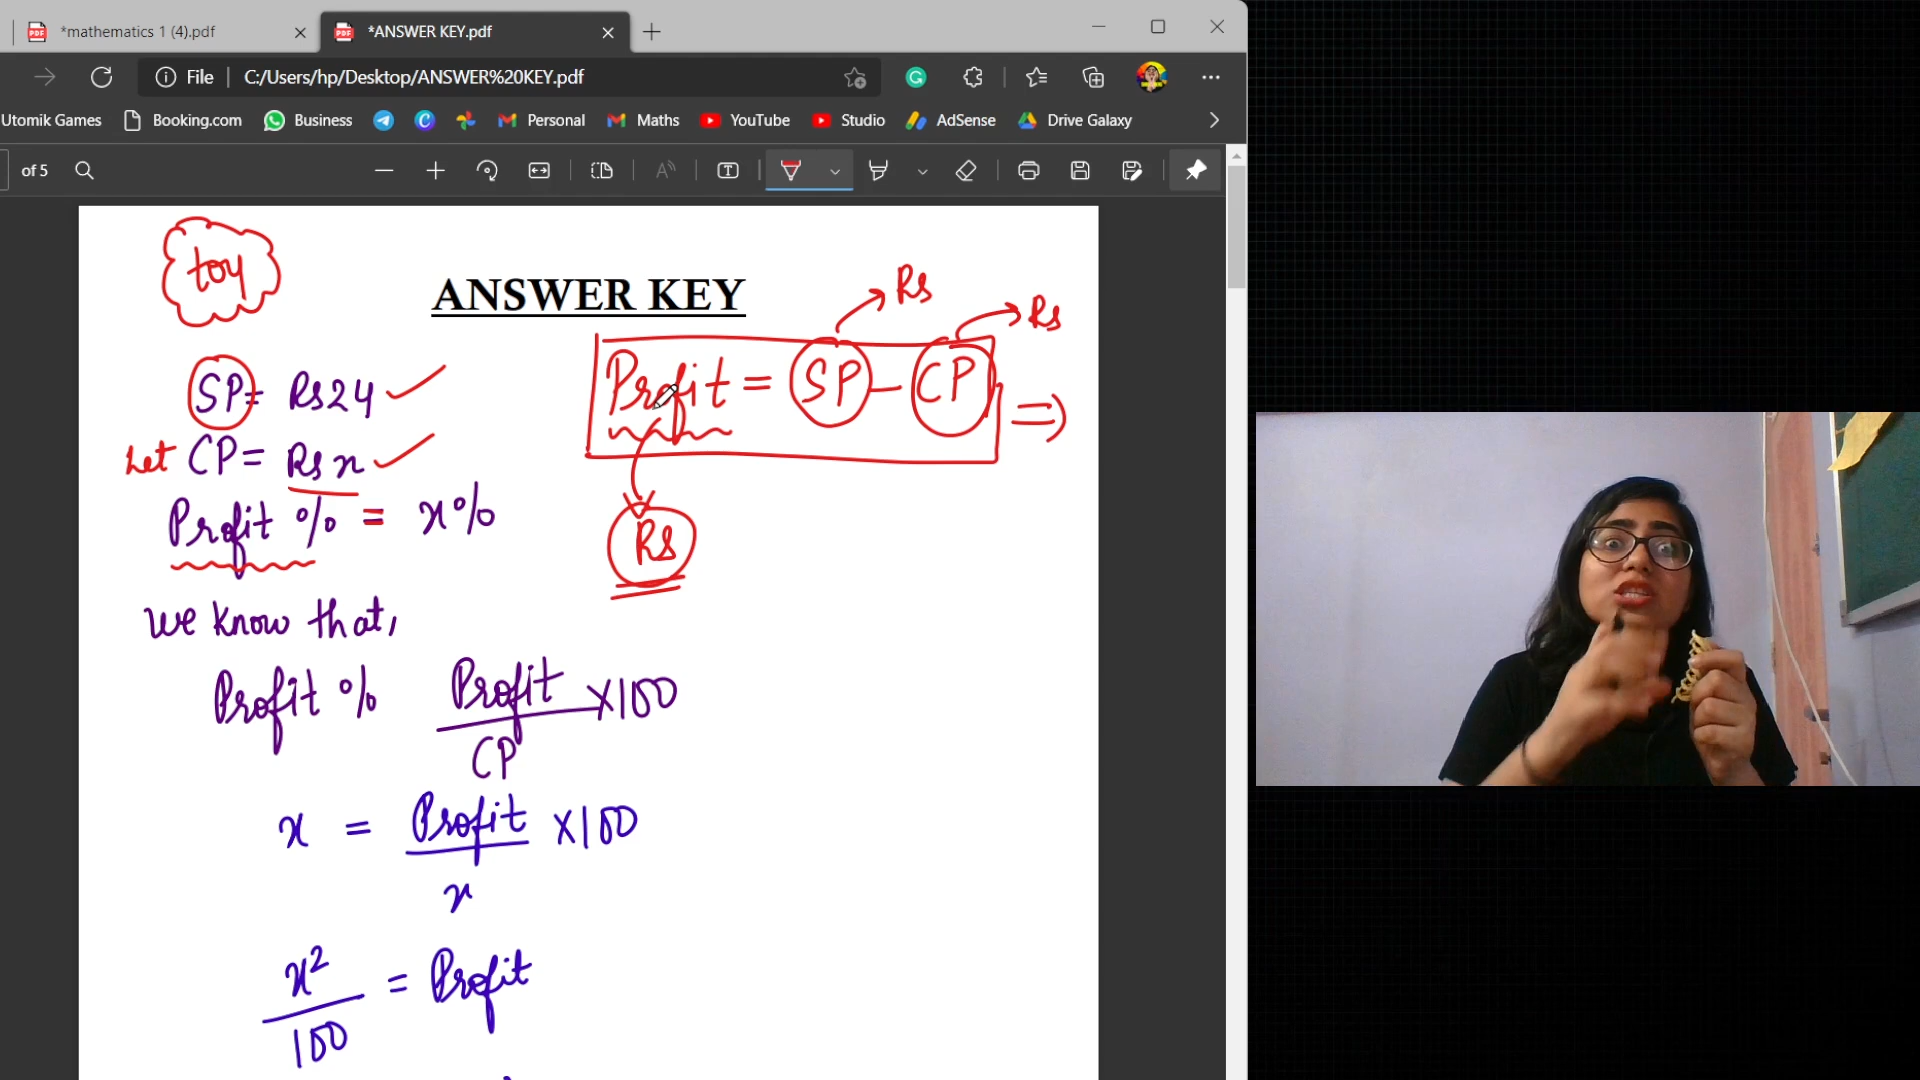 *mathematics 1 (4).pdf
*ANSWER KEY.pdf
File
C:/Users/hp/Desktop/ANSWER%20KEY.pdf
Utomik Games
Booking.com
Business
Personal
Maths
YouTube
Studio
AdSense
Drive Galaxy
of 5
toy
ANSWER KEY
Rs
Rs
SP = Rs 24
Profit = SP - CP =>
Let CP = Rs x
Profit % = x%
Rs
We know that,
Profit % Profit/CP ×100
x = Profit/x ×100
x²/100 = Profit